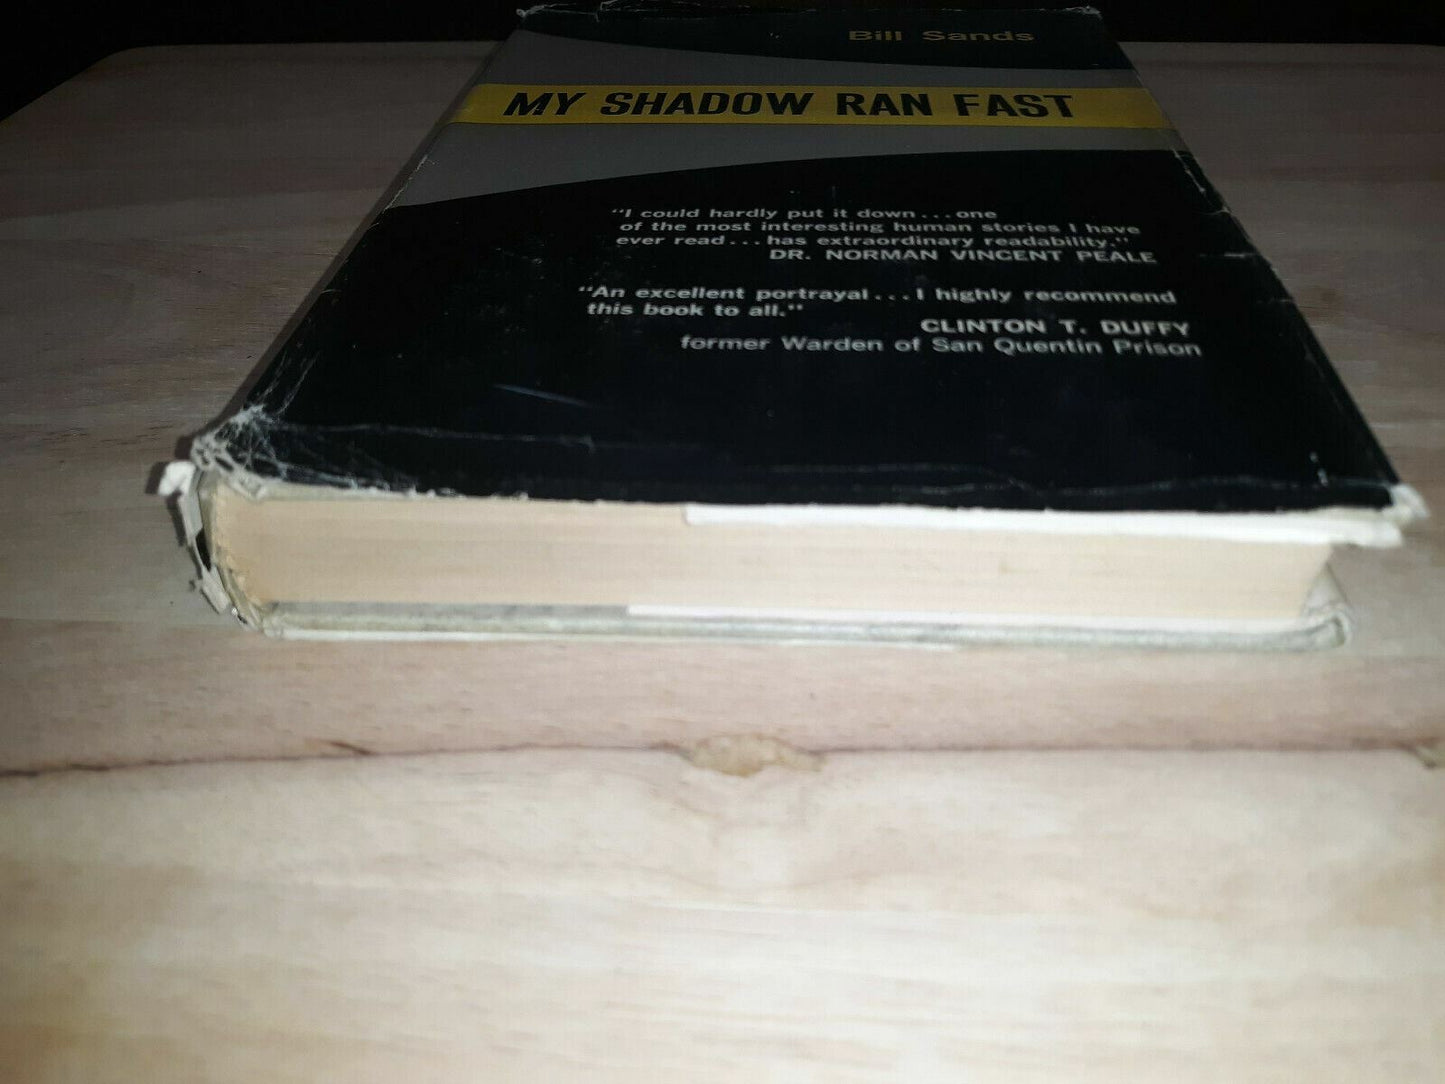 Bill Sands
MY SHADOW RAN FAST
"I could hardly put it down...one
of the most interesting human stories I have
ever read...has extraordinary readability."
DR. NORMAN VINCENT PEALE
"An excellent portrayal...I highly recommend
this book to all."
CLINTON T. DUFFY
former Warden of San Quentin Prison